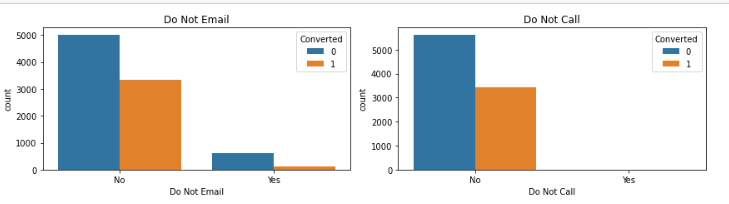 Do Not Email
Converted
0
1
5000
4000
3000
2000
1000
0
count
No
Yes
Do Not Email
Do Not Call
Converted
0
1
5000
4000
3000
2000
1000
0
count
No
Yes
Do Not Call